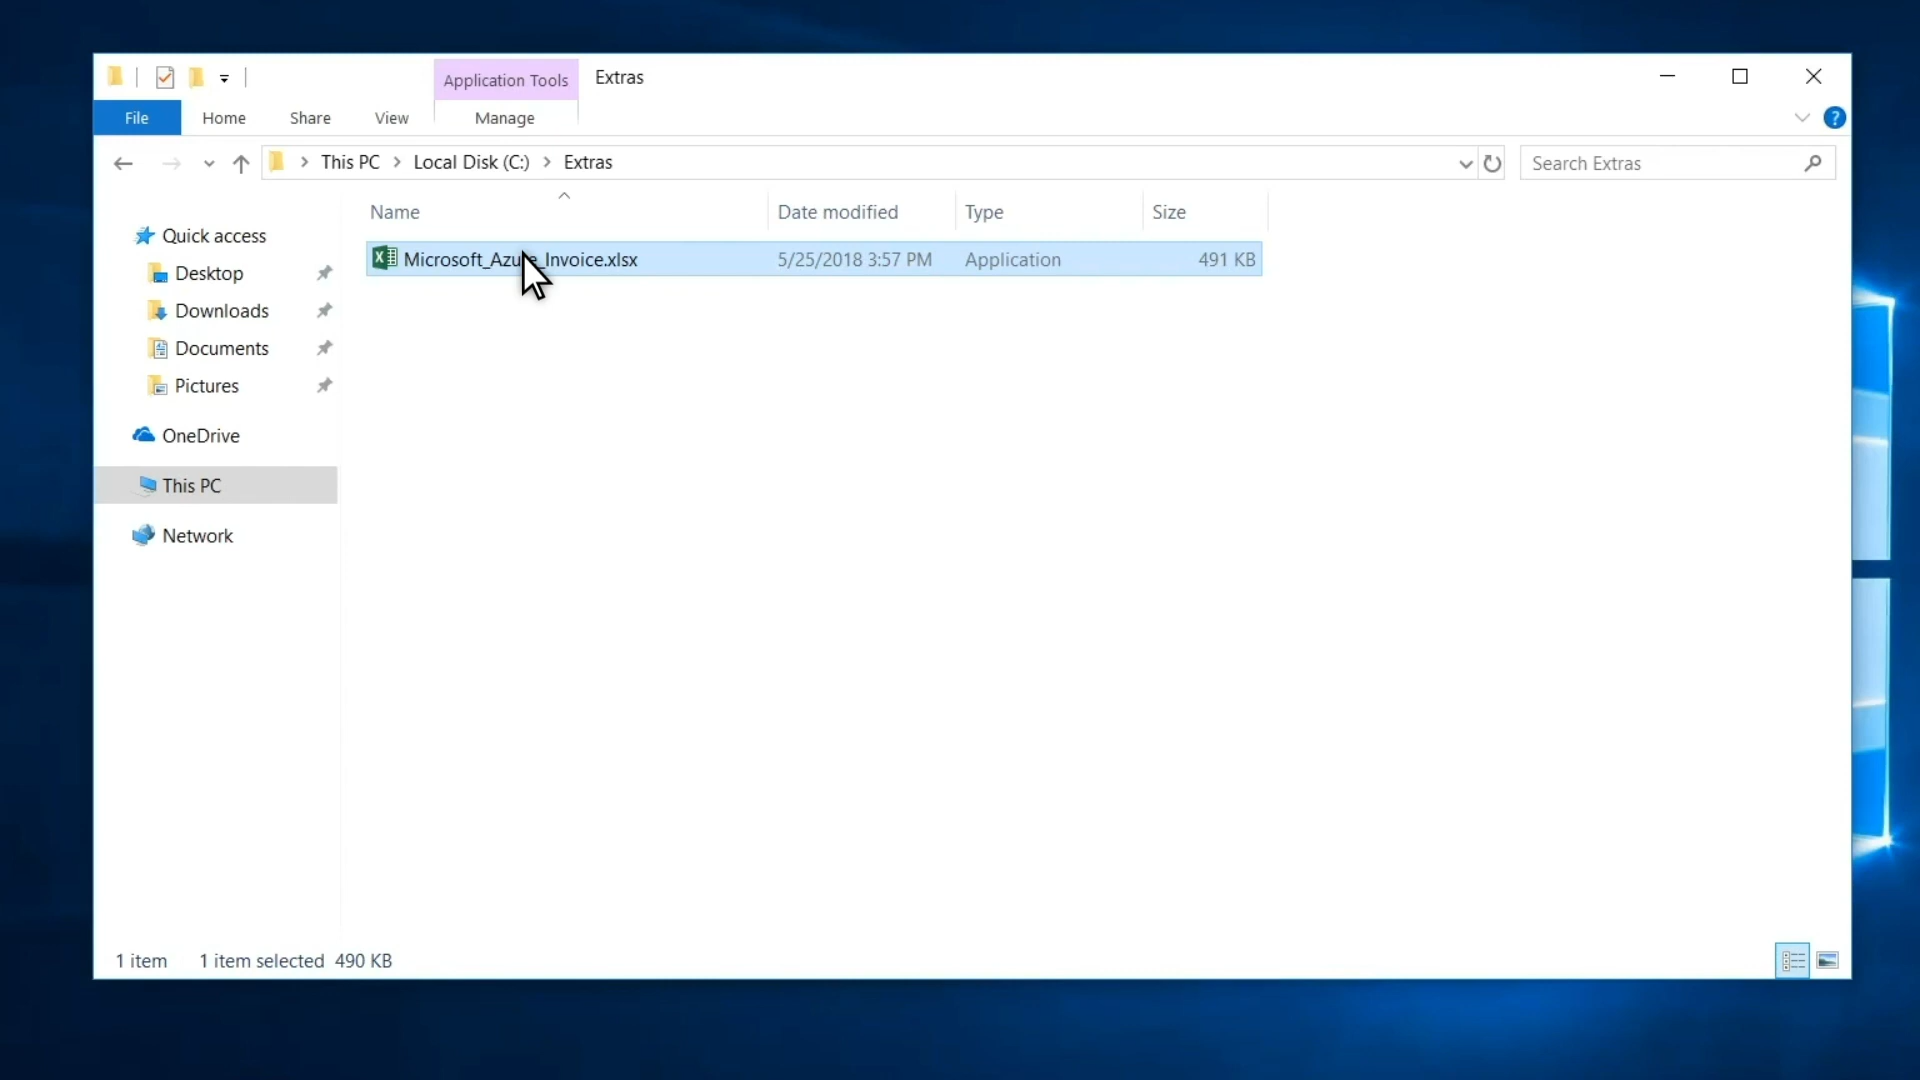 Application Tools
Extras
File
Home
Share
View
Manage
?
This PC
Local Disk (C:)
Extras
Search Extras
Name
Date modified
Type
Size
Quick access
Desktop
Downloads
Documents
Pictures
OneDrive
This PC
Network
Microsoft_Azure_Invoice.xlsx
5/25/2018 3:57 PM
Application
491 KB
1 item
1 item selected 490 KB